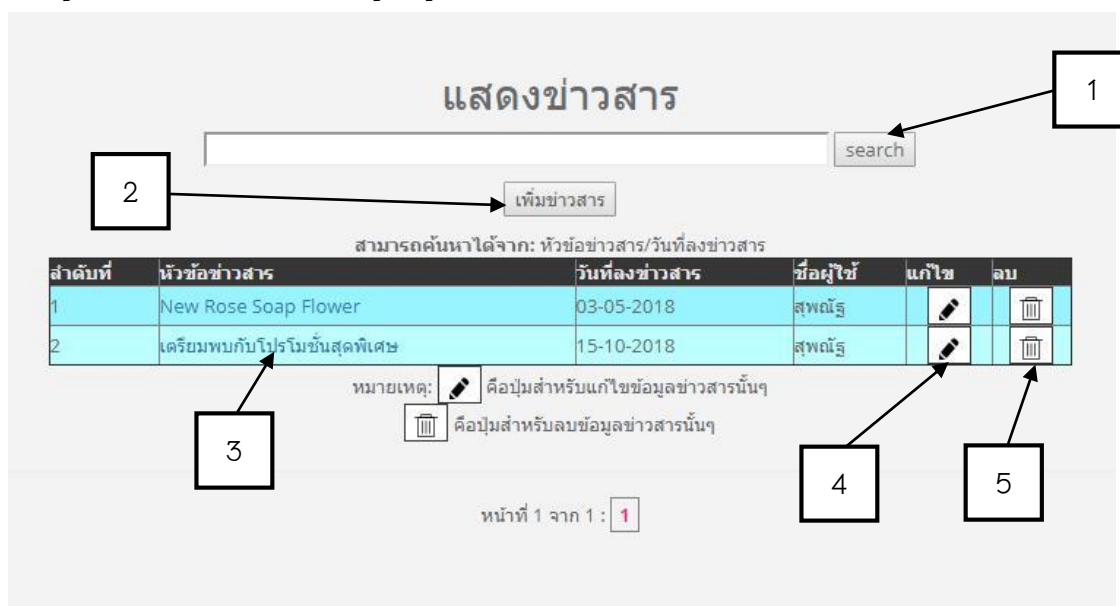 แสดงข่าวสาร
1
search
2
เพิ่มข่าวสาร
สามารถค้นหาได้จาก: หัวข้อข่าวสาร/วันที่ลงข่าวสาร
ลำดับที่ หัวข้อข่าวสาร วันที่ลงข่าวสาร ชื่อผู้ใช้ แก้ไข ลบ
1 New Rose Soap Flower 03-05-2018 สุพณัฐ
2 เตรียมพบกับโปรโมชั่นสุดพิเศษ 15-10-2018 สุพณัฐ
หมายเหตุ: คือปุ่มสำหรับแก้ไขข้อมูลข่าวสารนั้นๆ
คือปุ่มสำหรับลบข้อมูลข่าวสารนั้นๆ
3
4
5
หน้าที่ 1 จาก 1 : 1